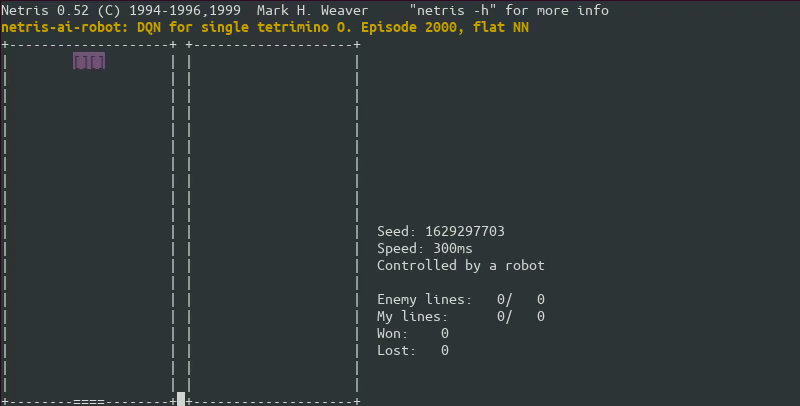 Netris 0.52 (C) 1994-1996,1999  Mark H. Weaver     "netris -h" for more info
netris-ai-robot: DQN for single tetrimino O. Episode 2000, flat NN
+--------------------+ +--------------------+
|        [][]        | |                    |
|                    | |                    |
|                    | |                    |
|                    | |                    |
|                    | |                    |
|                    | |                    |
|                    | |                    |
|                    | |                    |
|                    | |                    |
|                    | |                    |
|                    | |                    |  Seed: 1629297703
|                    | |                    |  Speed: 300ms
|                    | |                    |  Controlled by a robot
|                    | |                    |
|                    | |                    |  Enemy lines:   0/   0
|                    | |                    |  My lines:      0/   0
|                    | |                    |  Won:    0
|                    | |                    |  Lost:   0
|                    | |                    |
|                    | |                    |
+--------====--------+ +--------------------+